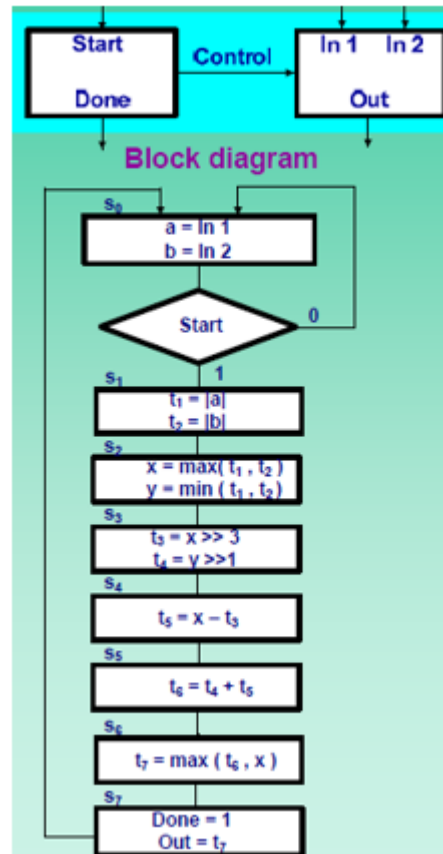 Start
Control
In 1 In 2
Done
Out
Block diagram
s₀
a = In 1
b = In 2
Start
0
1
s₁
t₁ = |a|
t₂ = |b|
s₂
x = max( t₁ , t₂ )
y = min ( t₁ , t₂ )
s₃
t₃ = x >> 3
t₄ = y >>1
s₄
t₅ = x – t₃
s₅
t₆ = t₄ + t₅
s₆
t₇ = max ( t₆ , x )
s₇
Done = 1
Out = t₇